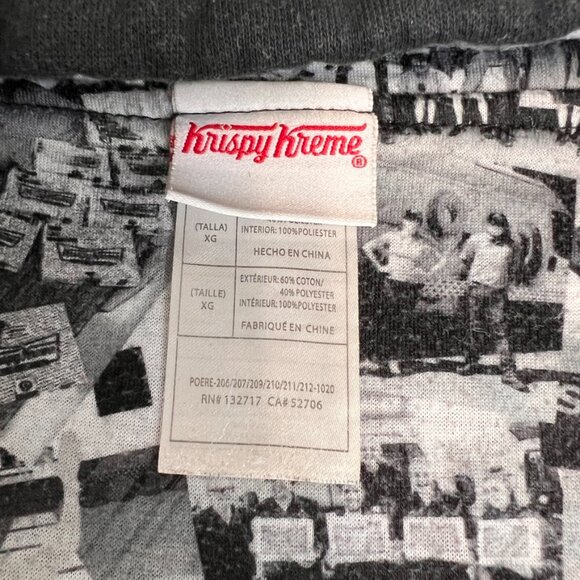 Krispy Kreme®
(TALLA)
XG
INTERIOR: 100%POLIESTER
HECHO EN CHINA
(TAILLE)
XG
EXTÉRIEUR: 60% COTON/
40% POLYESTER
INTÉRIEUR: 100%POLYESTER
FABRIQUÉ EN CHINE
POERE-206/207/209/210/211/212-1020
RN# 132717 CA# 52706